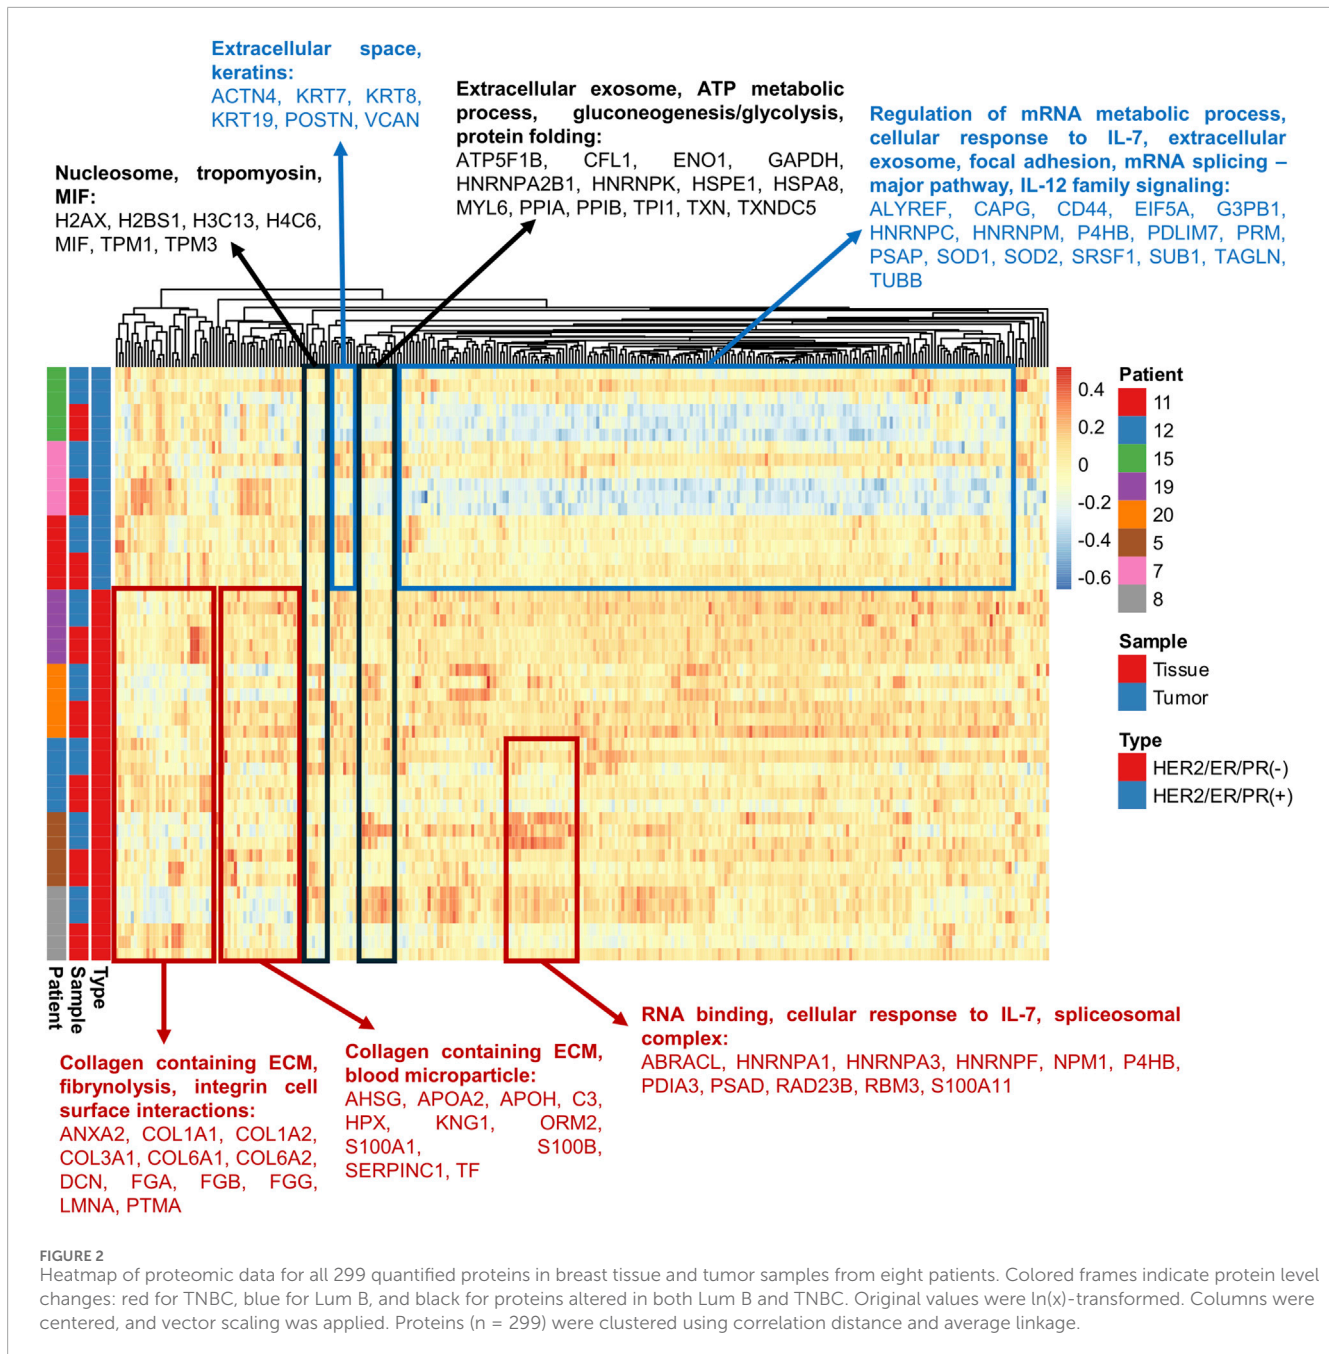 Extracellular space,
keratins:
ACTN4, KRT7, KRT8,
KRT19, POSTN, VCAN
Extracellular exosome, ATP metabolic
process, gluconeogenesis/glycolysis,
protein folding:
ATP5F1B, CFL1, ENO1, GAPDH,
HNRNPA2B1, HNRNPK, HSPE1, HSPA8,
MYL6, PPIA, PPIB, TPI1, TXN, TXNDC5
Regulation of mRNA metabolic process,
cellular response to IL-7, extracellular
exosome, focal adhesion, mRNA splicing –
major pathway, IL-12 family signaling:
ALYREF, CAPG, CD44, EIF5A, G3PB1,
HNRNPC, HNRNPM, P4HB, PDLIM7, PRM,
PSAP, SOD1, SOD2, SRSF1, SUB1, TAGLN,
TUBB
Nucleosome, tropomyosin,
MIF:
H2AX, H2BS1, H3C13, H4C6,
MIF, TPM1, TPM3
0.4
0.2
0
-0.2
-0.4
-0.6
Patient
11
12
15
19
20
5
7
8
Sample
Tissue
Tumor
Type
HER2/ER/PR(-)
HER2/ER/PR(+)
Patient
Sample
Type
Collagen containing ECM,
fibrynolysis, integrin cell
surface interactions:
ANXA2, COL1A1, COL1A2,
COL3A1, COL6A1, COL6A2,
DCN, FGA, FGB, FGG,
LMNA, PTMA
Collagen containing ECM,
blood microparticle:
AHSG, APOA2, APOH, C3,
HPX, KNG1, ORM2,
S100A1, S100B,
SERPINC1, TF
RNA binding, cellular response to IL-7, spliceosomal
complex:
ABRACL, HNRNPA1, HNRNPA3, HNRNPF, NPM1, P4HB,
PDIA3, PSAD, RAD23B, RBM3, S100A11
FIGURE 2
Heatmap of proteomic data for all 299 quantified proteins in breast tissue and tumor samples from eight patients. Colored frames indicate protein level
changes: red for TNBC, blue for Lum B, and black for proteins altered in both Lum B and TNBC. Original values were ln(x)-transformed. Columns were
centered, and vector scaling was applied. Proteins (n = 299) were clustered using correlation distance and average linkage.